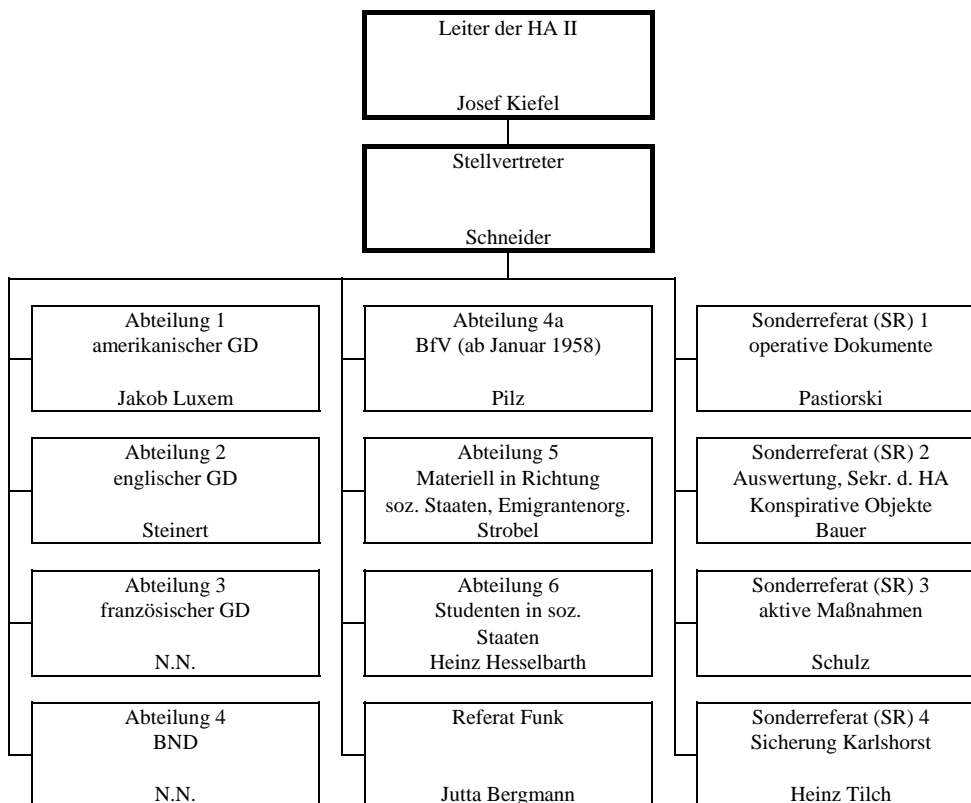 Leiter der HA II
Josef Kiefel
Stellvertreter
Schneider
Abteilung 1
amerikanischer GD
Jakob Luxem
Abteilung 2
englischer GD
Steinert
Abteilung 3
französischer GD
N.N.
Abteilung 4
BND
N.N.
Abteilung 4a
BfV (ab Januar 1958)
Pilz
Abteilung 5
Materiell in Richtung
soz. Staaten, Emigrantenorg.
Strobel
Abteilung 6
Studenten in soz.
Staaten
Heinz Hesselbarth
Referat Funk
Jutta Bergmann
Sonderreferat (SR) 1
operative Dokumente
Pastiorski
Sonderreferat (SR) 2
Auswertung, Sekr. d. HA
Konspirative Objekte
Bauer
Sonderreferat (SR) 3
aktive Maßnahmen
Schulz
Sonderreferat (SR) 4
Sicherung Karlshorst
Heinz Tilch